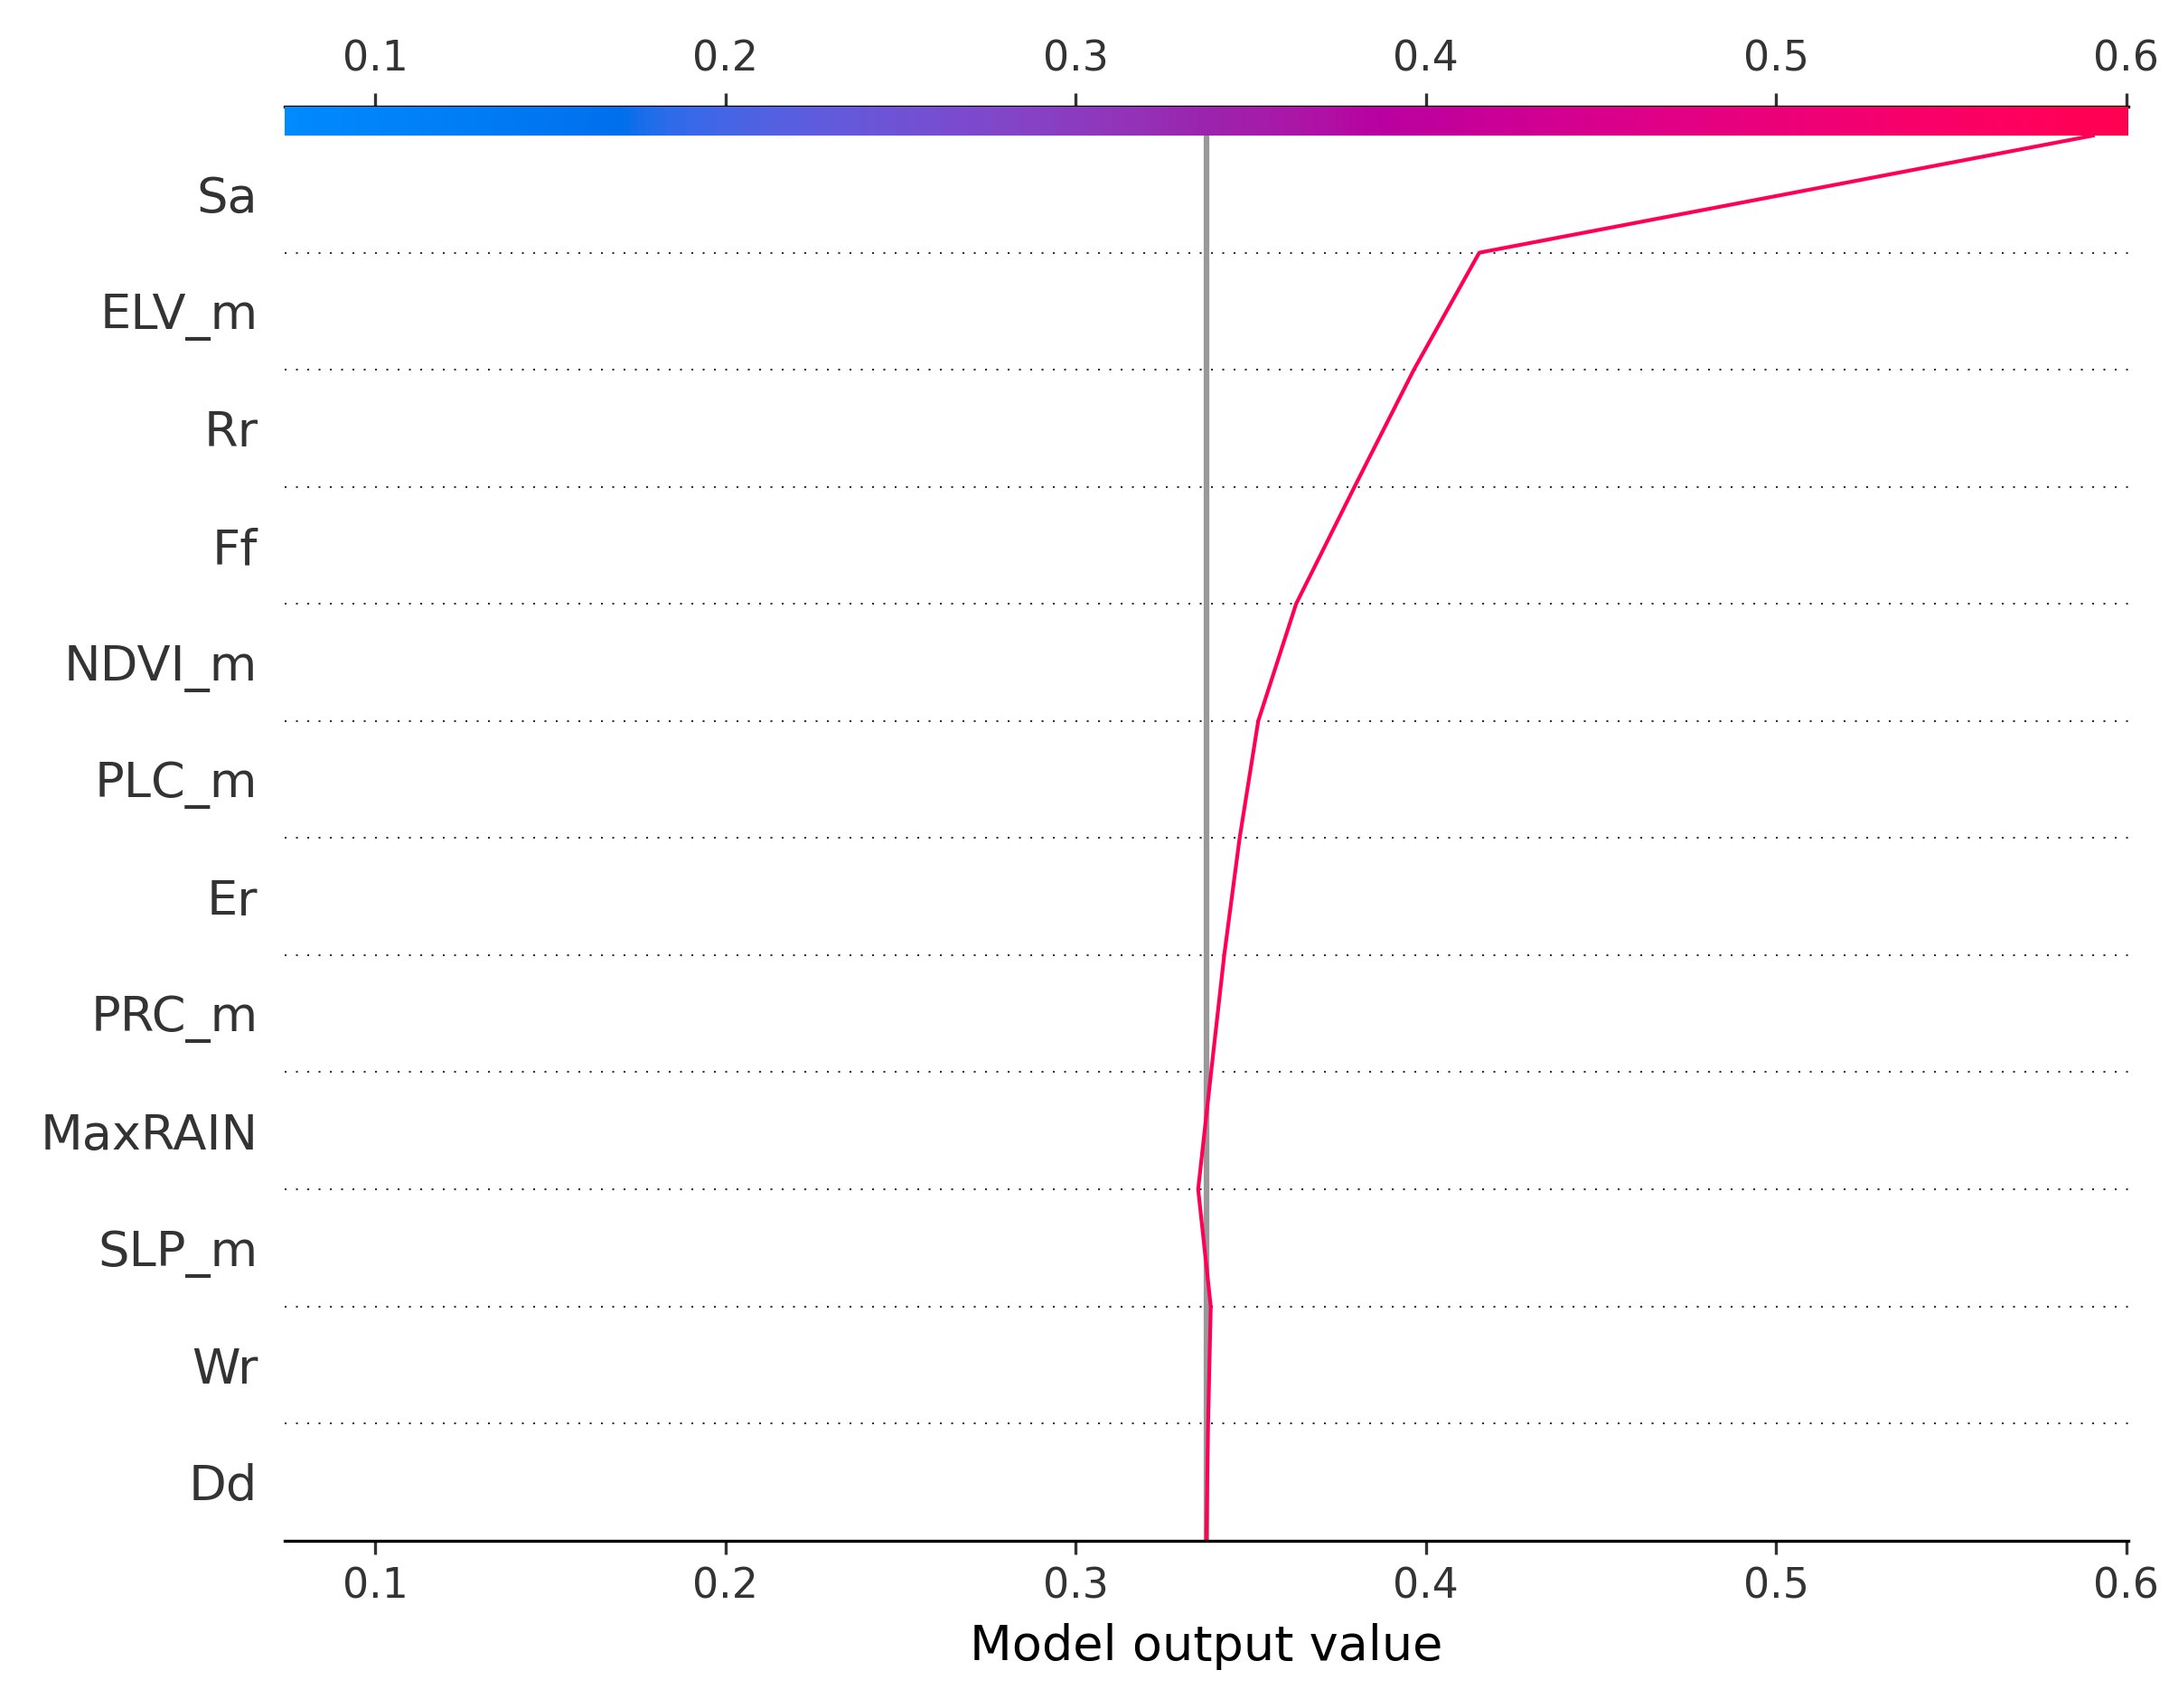 0.1 0.2 0.3 0.4 0.5 0.6
Sa
ELV_m
Rr
Ff
NDVI_m
PLC_m
Er
PRC_m
MaxRAIN
SLP_m
Wr
Dd
0.1 0.2 0.3 0.4 0.5 0.6
Model output value